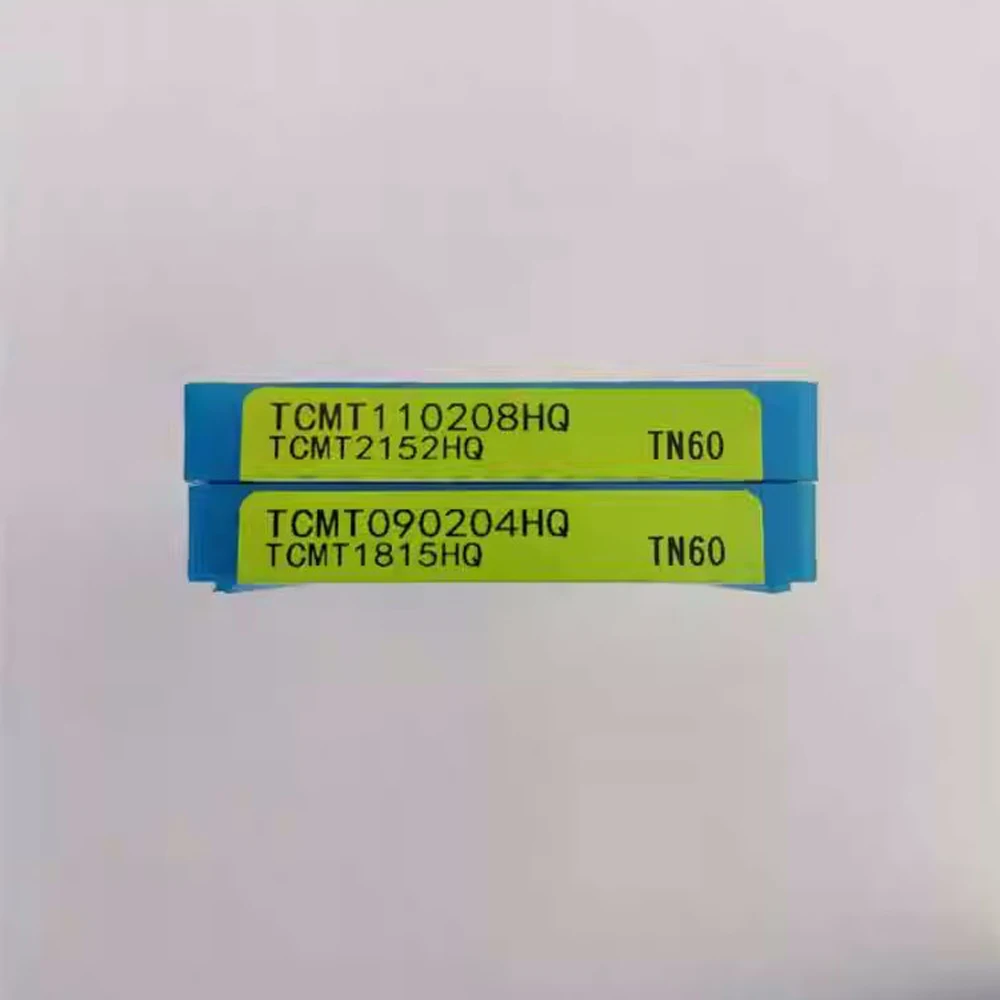 TCMT110208HQ
TCMT2152HQ TN60
TCMT090204HQ
TCMT1815HQ TN60